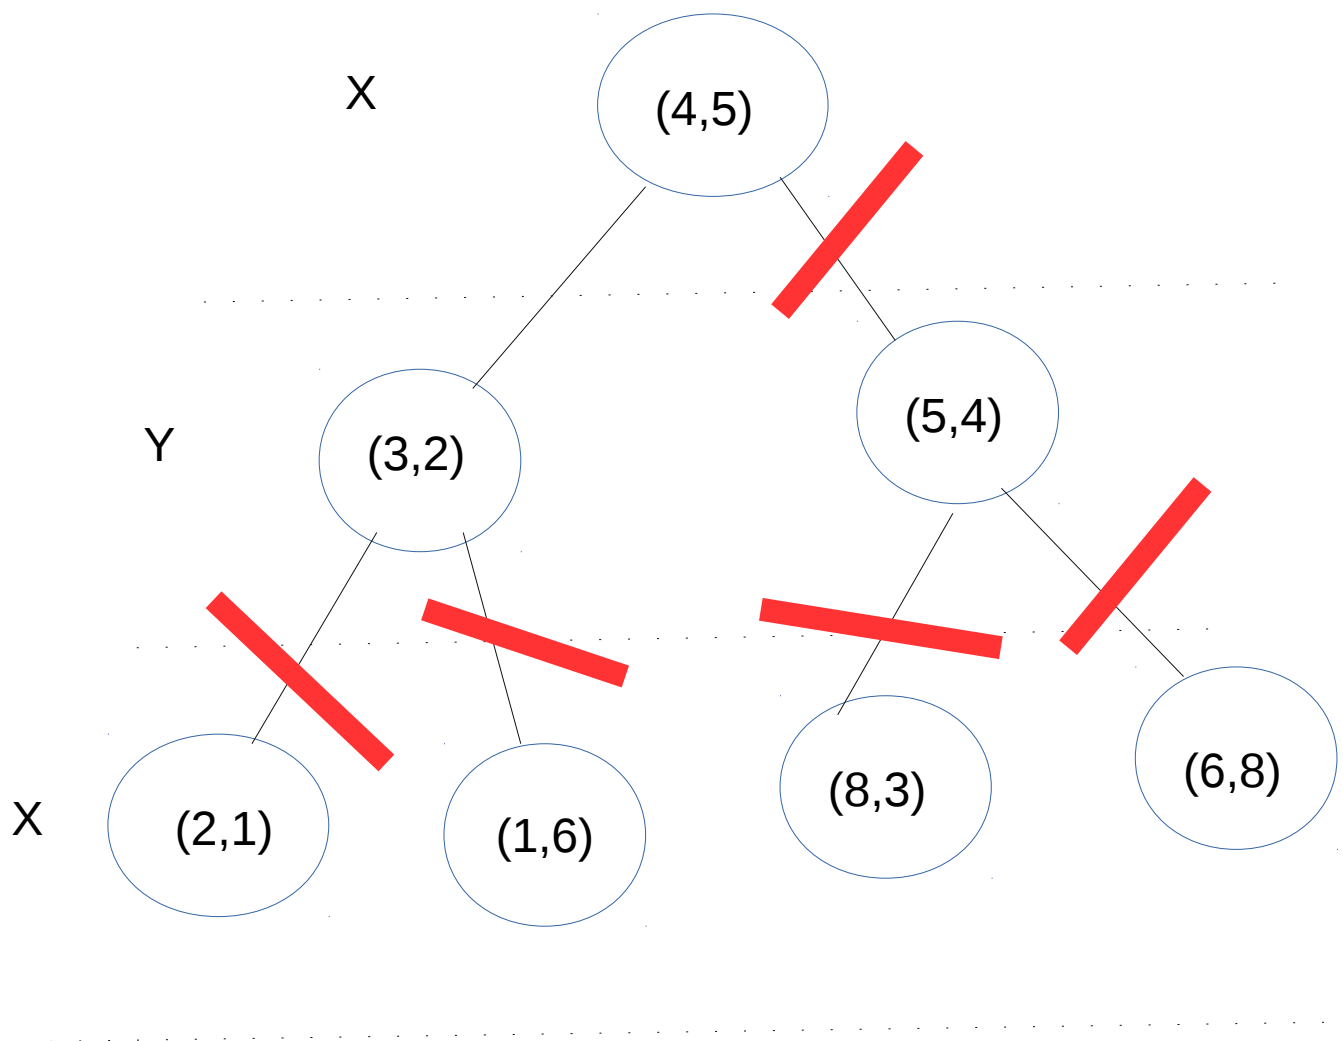 X
(4,5)
Y
(3,2)
(5,4)
X
(2,1)
(1,6)
(8,3)
(6,8)